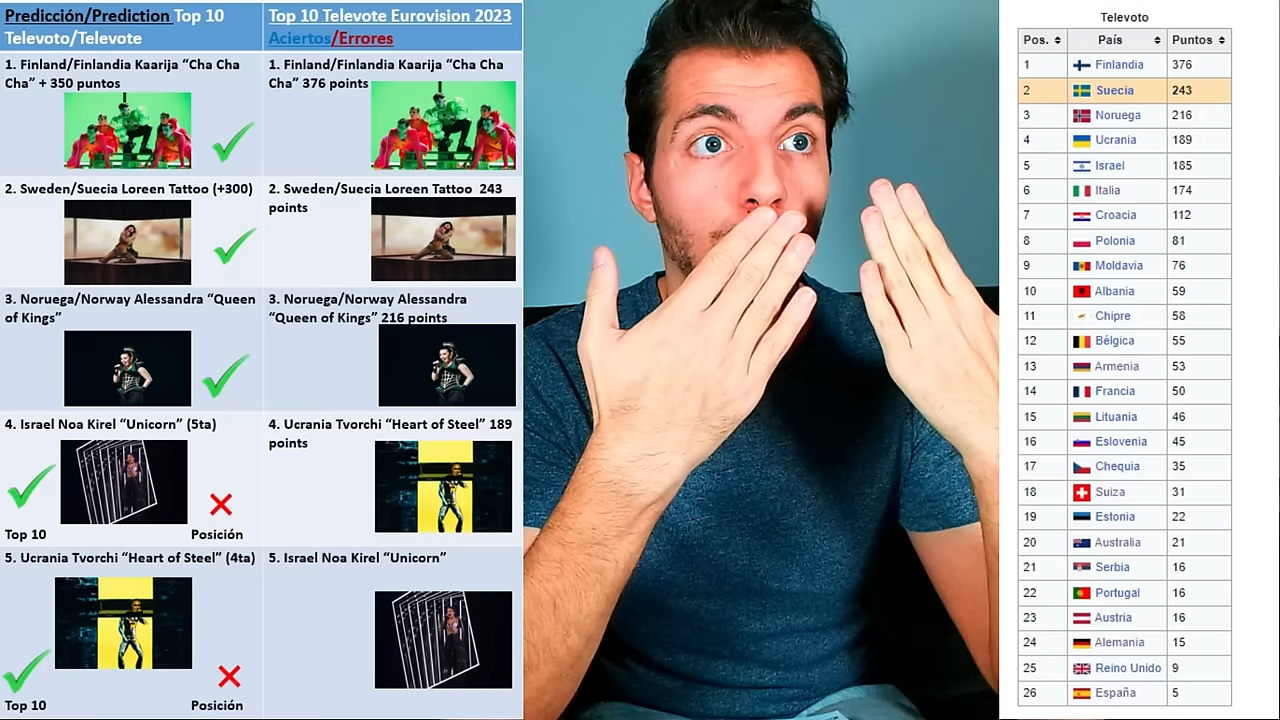 Predicción/Prediction Top 10
Televoto/Televote
Top 10 Televote Eurovision 2023
Aciertos/Errores
1. Finland/Finlandia Kaarija “Cha Cha
Cha” + 350 puntos
1. Finland/Finlandia Kaarija “Cha Cha
Cha” 376 points
2. Sweden/Suecia Loreen Tattoo (+300)
2. Sweden/Suecia Loreen Tattoo 243
points
3. Noruega/Norway Alessandra “Queen
of Kings”
3. Noruega/Norway Alessandra
“Queen of Kings” 216 points
4. Israel Noa Kirel “Unicorn” (5ta)
Top 10 Posición
4. Ucrania Tvorchi “Heart of Steel” 189
points
5. Ucrania Tvorchi “Heart of Steel” (4ta)
Top 10 Posición
5. Israel Noa Kirel “Unicorn”
Televoto
Pos. País Puntos
1 Finlandia 376
2 Suecia 243
3 Noruega 216
4 Ucrania 189
5 Israel 185
6 Italia 174
7 Croacia 112
8 Polonia 81
9 Moldavia 76
10 Albania 59
11 Chipre 58
12 Bélgica 55
13 Armenia 53
14 Francia 50
15 Lituania 46
16 Eslovenia 45
17 Chequia 35
18 Suiza 31
19 Estonia 22
20 Australia 21
21 Serbia 16
22 Portugal 16
23 Austria 16
24 Alemania 15
25 Reino Unido 9
26 España 5